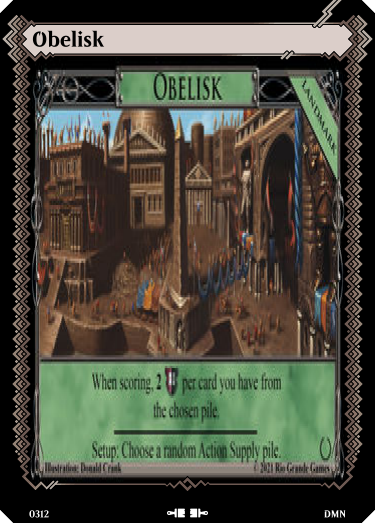 Obelisk
OBELISK
LANDMARK
When scoring, 2 per card you have from
the chosen pile.
Setup: Choose a random Action Supply pile.
Illustration: Donald Crank
© 2021 Rio Grande Games
0312
DMN